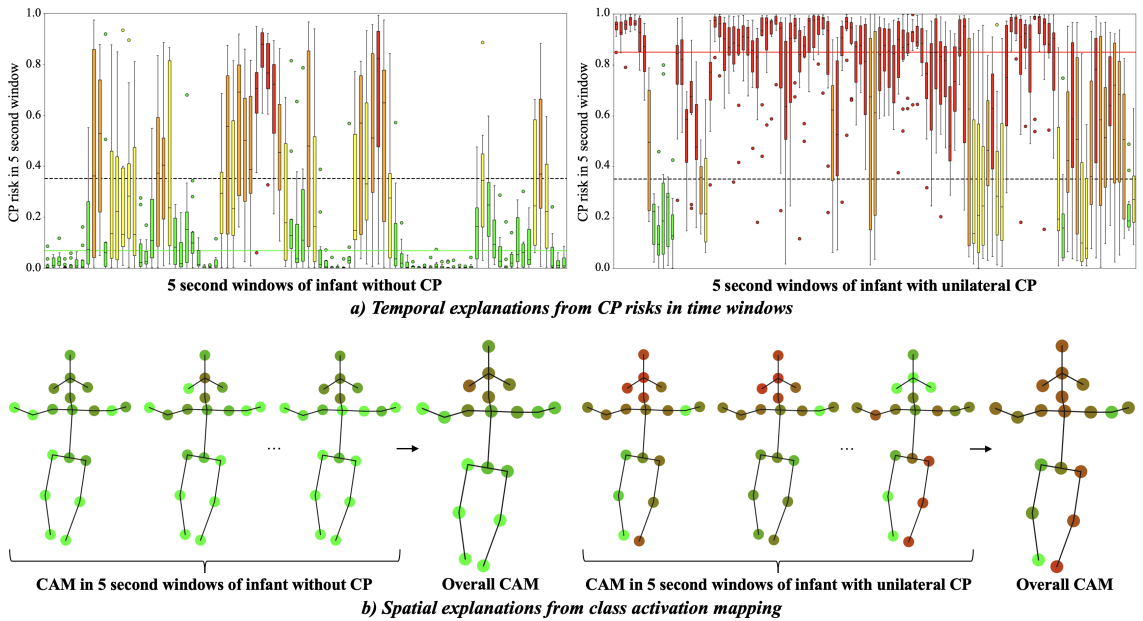 1.0
0.8
0.6
0.4
0.2
0.0
CP risk in 5 second window
5 second windows of infant without CP
1.0
0.8
0.6
0.4
0.2
0.0
CP risk in 5 second window
5 second windows of infant with unilateral CP
a) Temporal explanations from CP risks in time windows
...
CAM in 5 second windows of infant without CP
Overall CAM
...
CAM in 5 second windows of infant with unilateral CP
Overall CAM
b) Spatial explanations from class activation mapping